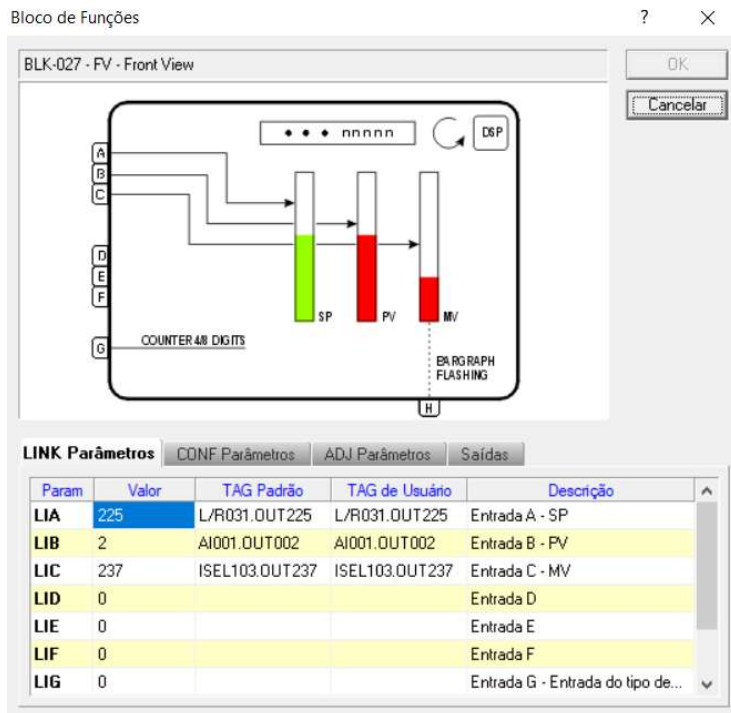 Bloco de Funções ? ×
BLK-027 - FV - Front View
OK
Cancelar
• • • nnnnn
DSP
A
B
C
D
E
F
SP PV MV
G
COUNTER 4/8 DIGITS
BARGRAPH
FLASHING
H
LINK Parâmetros CONF Parâmetros ADJ Parâmetros Saídas
Param Valor TAG Padrão TAG de Usuário Descrição
LIA 225 L/R031.OUT225 L/R031.OUT225 Entrada A - SP
LIB 2 AI001.OUT002 AI001.OUT002 Entrada B - PV
LIC 237 ISEL103.OUT237 ISEL103.OUT237 Entrada C - MV
LID 0 Entrada D
LIE 0 Entrada E
LIF 0 Entrada F
LIG 0 Entrada G - Entrada do tipo de...